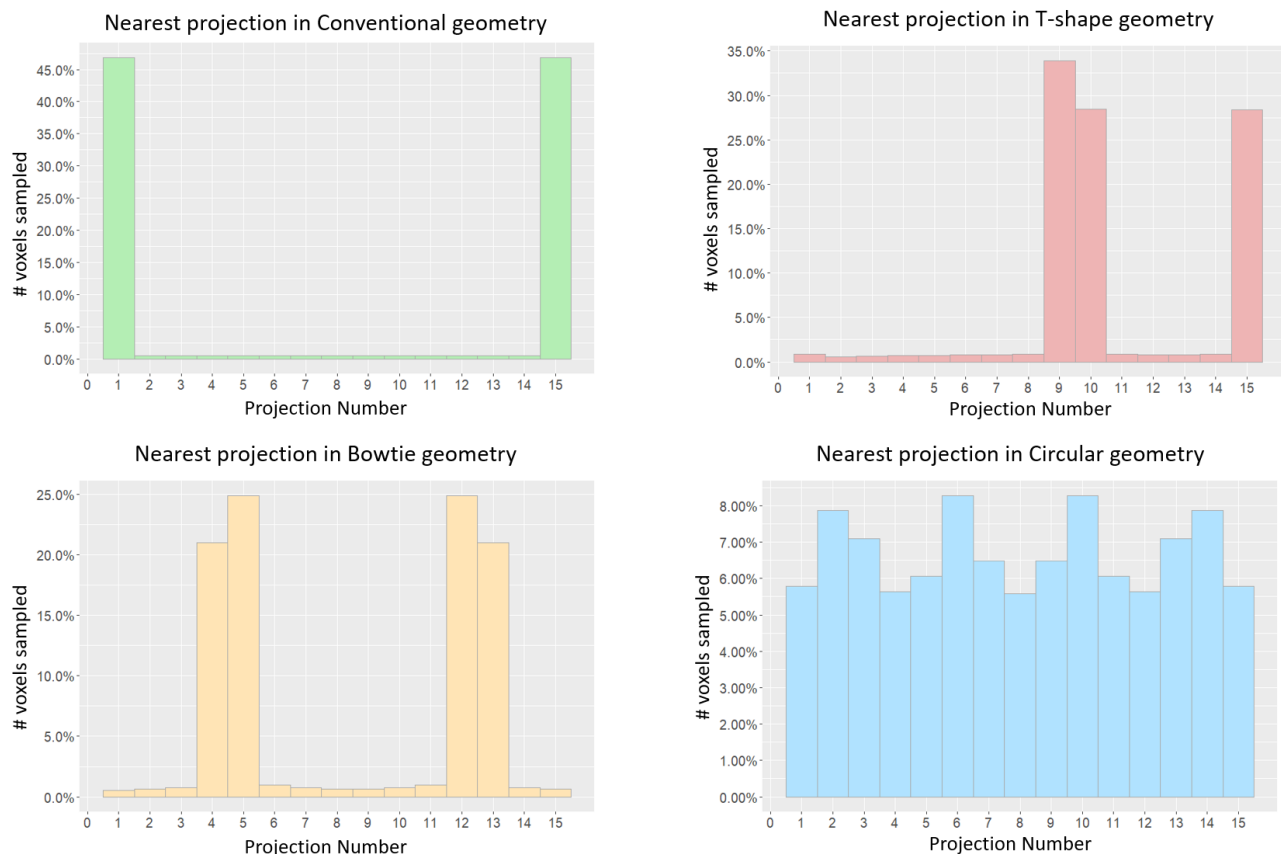 Nearest projection in Conventional geometry
45.0%
40.0%
35.0%
30.0%
25.0%
20.0%
15.0%
10.0%
5.0%
0.0%
# voxels sampled
0 1 2 3 4 5 6 7 8 9 10 11 12 13 14 15
Projection Number
Nearest projection in T-shape geometry
35.0%
30.0%
25.0%
20.0%
15.0%
10.0%
5.0%
0.0%
# voxels sampled
0 1 2 3 4 5 6 7 8 9 10 11 12 13 14 15
Projection Number
Nearest projection in Bowtie geometry
25.0%
20.0%
15.0%
10.0%
5.0%
0.0%
# voxels sampled
0 1 2 3 4 5 6 7 8 9 10 11 12 13 14 15
Projection Number
Nearest projection in Circular geometry
8.00%
7.00%
6.00%
5.00%
4.00%
3.00%
2.00%
1.00%
0.00%
# voxels sampled
0 1 2 3 4 5 6 7 8 9 10 11 12 13 14 15
Projection Number